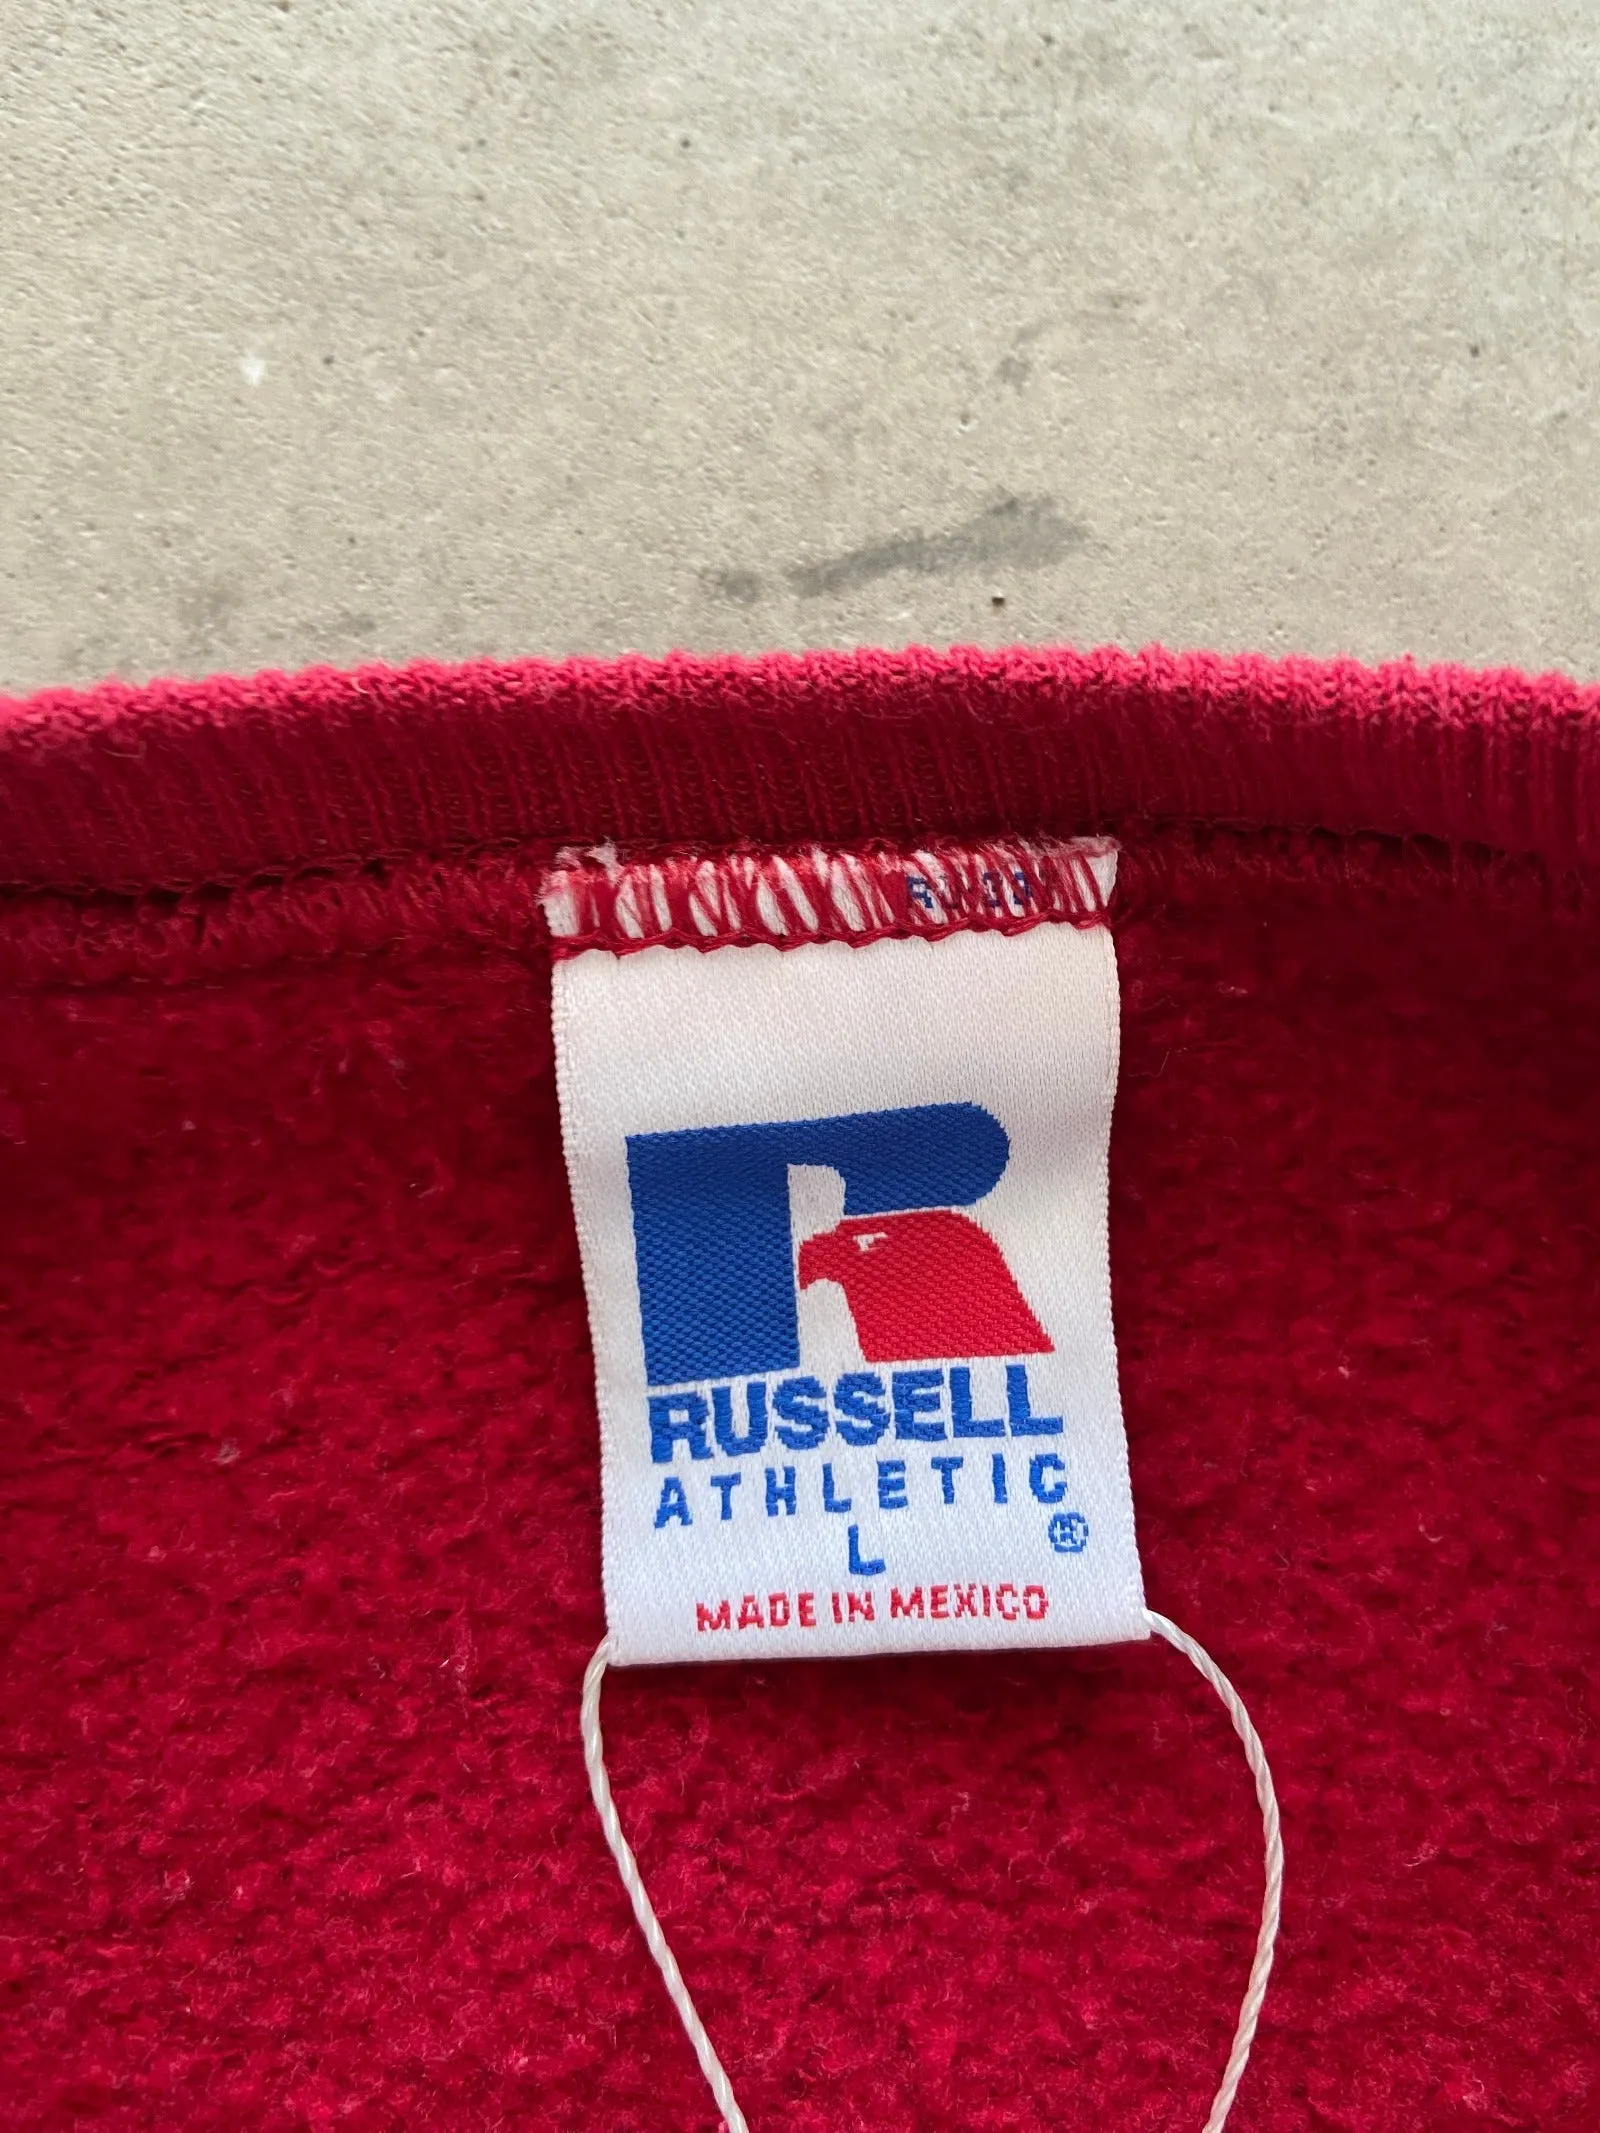 RUSSELL
ATHLETIC
®
L
MADE IN MEXICO